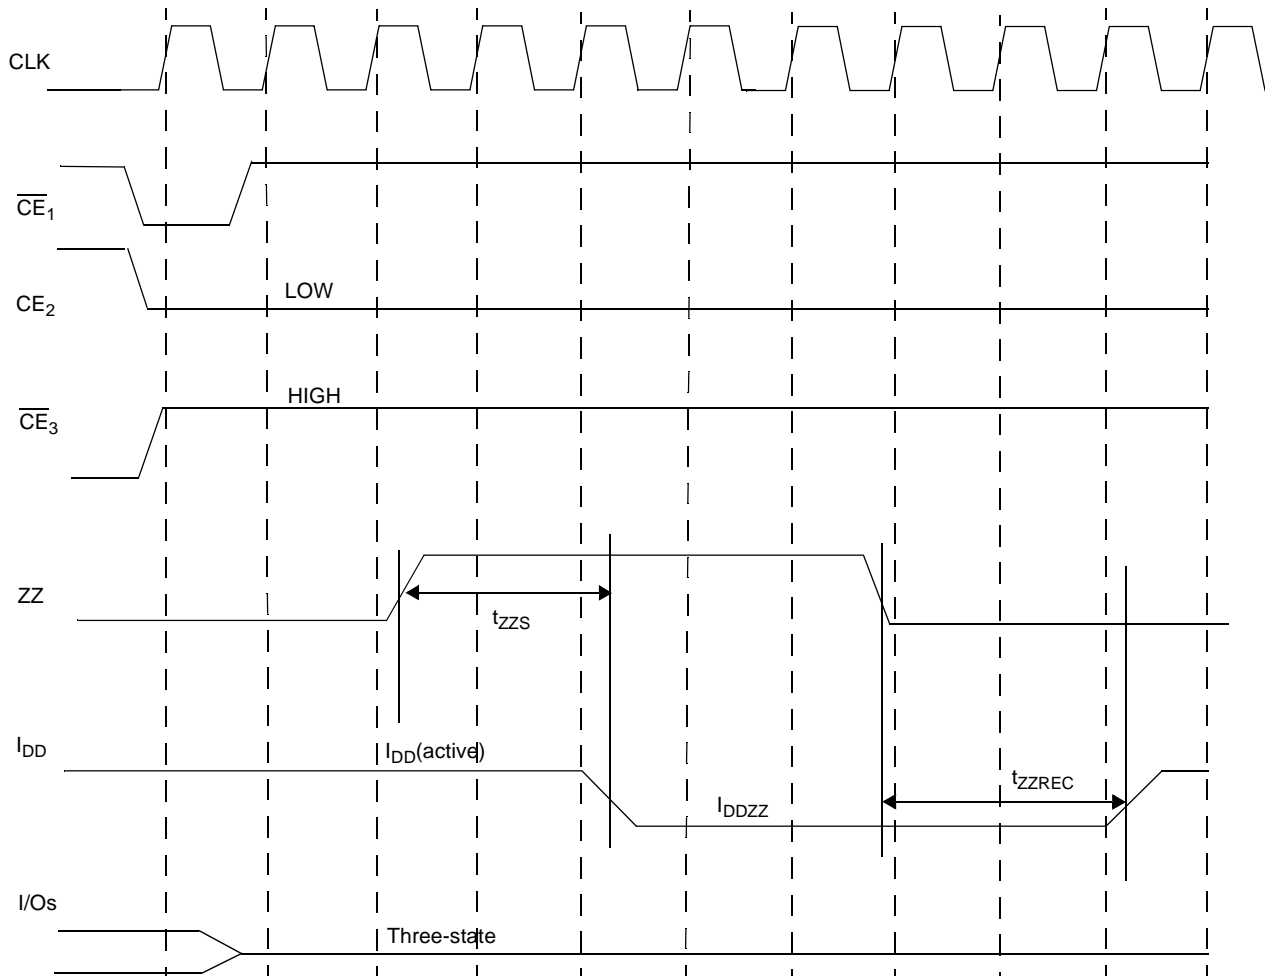 CLK
CE1
CE2
LOW
CE3
HIGH
ZZ
tZZS
IDD
IDD(active)
IDDZZ
tZZREC
I/Os
Three-state